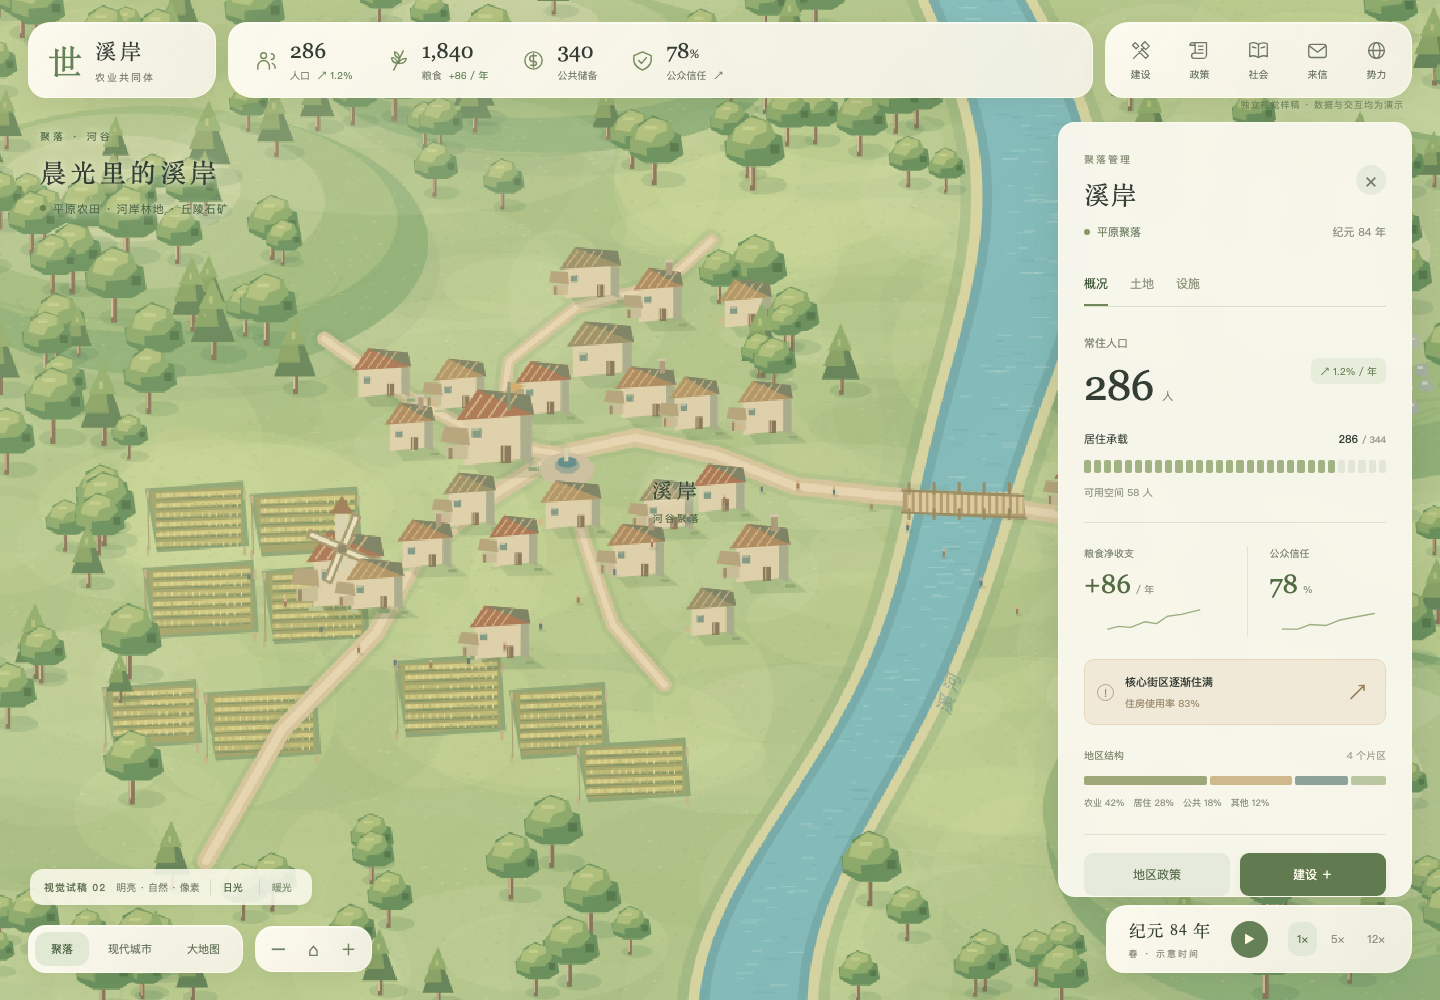 世
溪岸
农业共同体
286
人口 ↗ 1.2%
1,840
粮食 +86 / 年
340
公共储备
78%
公众信任 ↗
建设
政策
社会
来信
势力
独立视觉样稿 · 数据与交互均为演示
聚落 · 河谷
晨光里的溪岸
平原农田 · 河岸林地 · 丘陵石矿
溪岸
河谷聚落
溪河
聚落管理
溪岸
平原聚落
纪元 84 年
概况
土地
设施
常住人口
286 人
↗ 1.2% / 年
居住承载
286 / 344
可用空间 58 人
粮食净收支
+86 / 年
公众信任
78 %
核心街区逐渐住满
住房使用率 83%
地区结构
4 个片区
农业 42% 居住 28% 公共 18% 其他 12%
地区政策
建设 +
视觉试稿 02 明亮 · 自然 · 像素 日光 暖光
聚落
现代城市
大地图
纪元 84 年
春 · 示意时间
1×
5×
12×